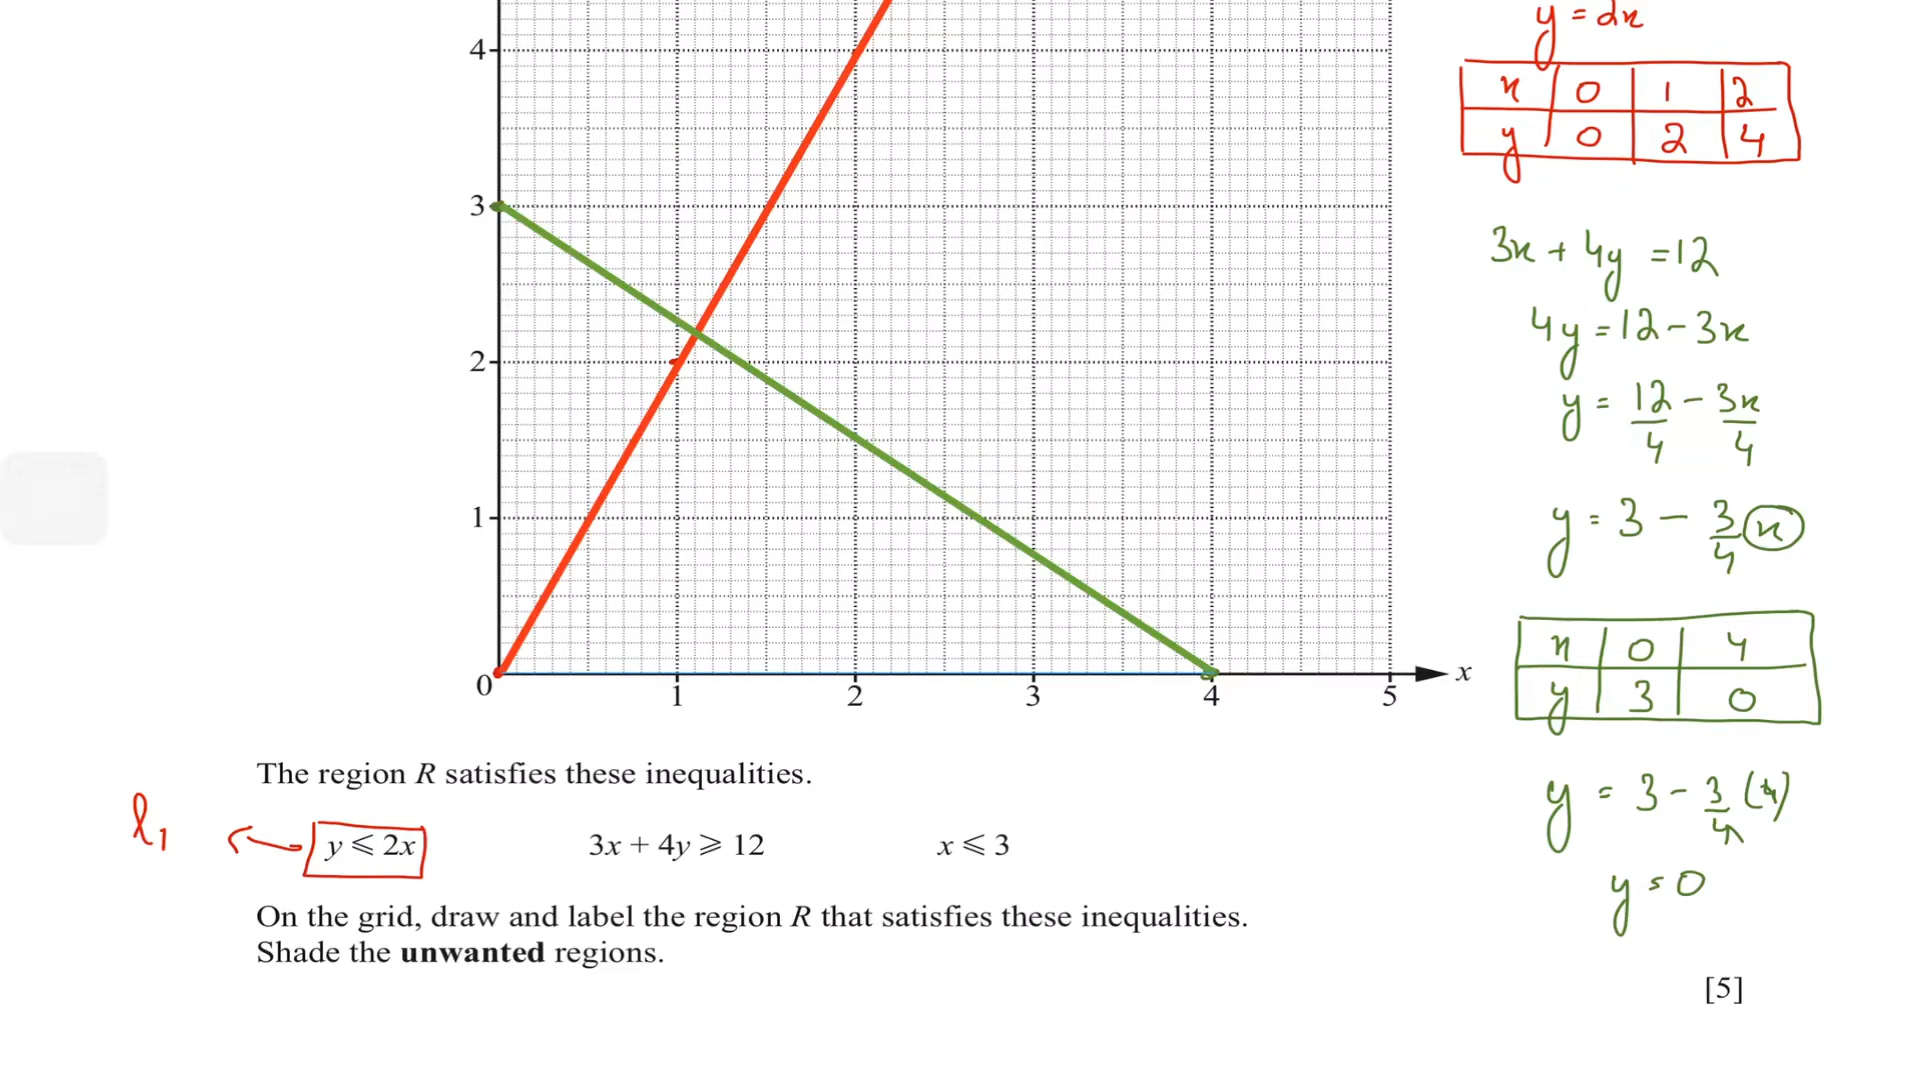 y = 2x
x 0 1 2
y 0 2 4
4
3
2
1
0
1 2 3 4 5
x
3x + 4y = 12
4y = 12 - 3x
y = 12/4 - 3x/4
y = 3 - 3/4 x
x 0 4
y 3 0
y = 3 - 3/4 (4)
y = 0
The region R satisfies these inequalities.
l₁ y ⩽ 2x 3x + 4y ⩾ 12 x ⩽ 3
On the grid, draw and label the region R that satisfies these inequalities.
Shade the unwanted regions.
[5]